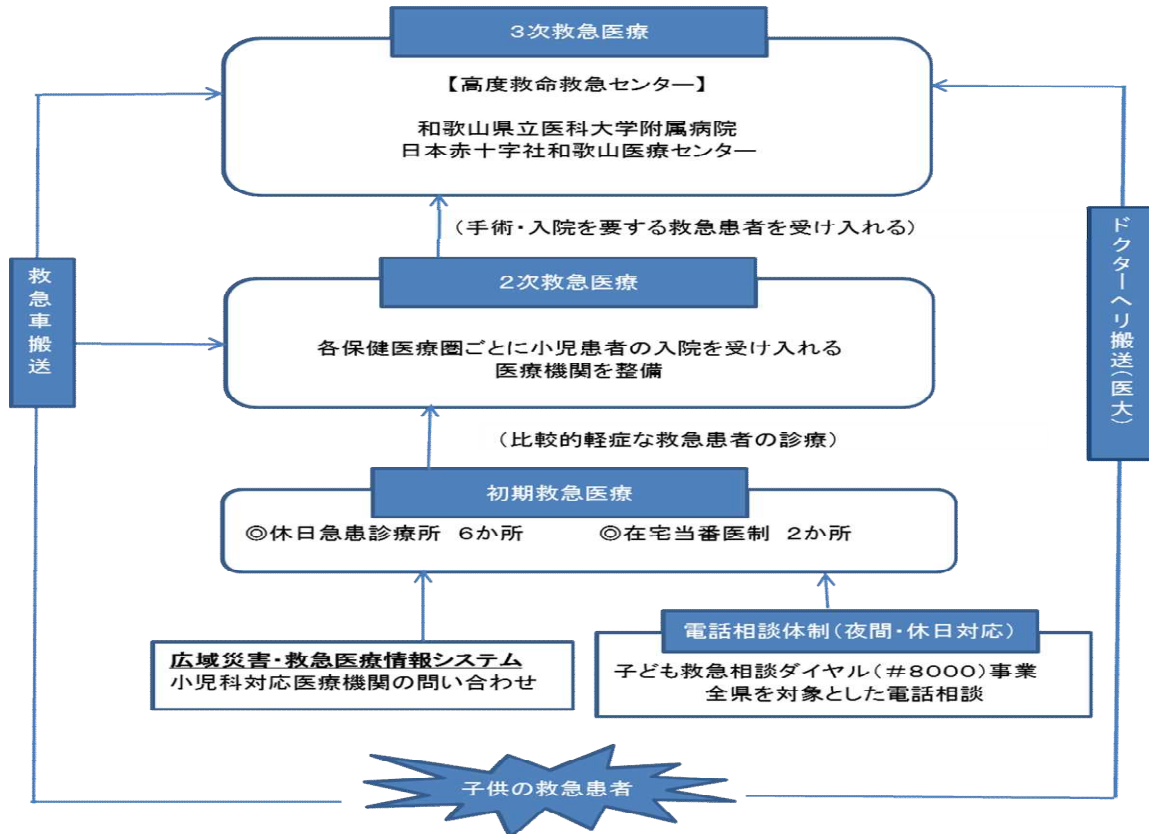 3次救急医療
【高度救命救急センター】
和歌山県立医科大学附属病院
日本赤十字社和歌山医療センター
(手術・入院を要する救急患者を受け入れる)
救急車搬送
ドクターヘリ搬送(医大)
2次救急医療
各保健医療圏ごとに小児患者の入院を受け入れる
医療機関を整備
(比較的軽症な救急患者の診療)
初期救急医療
◎休日急患診療所 6か所 ◎在宅当番医制 2か所
広域災害・救急医療情報システム
小児科対応医療機関の問い合わせ
電話相談体制(夜間・休日対応)
子ども救急相談ダイヤル(#8000)事業
全県を対象とした電話相談
子供の救急患者